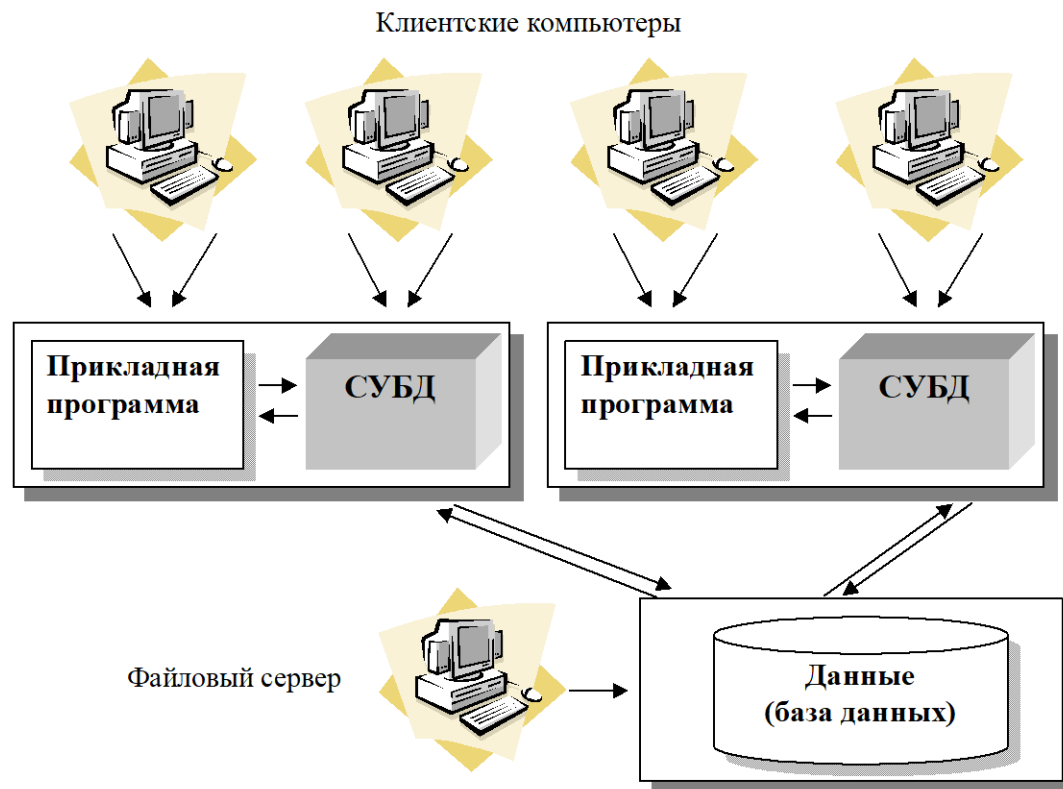 Клиентские компьютеры
Прикладная
программа
СУБД
Прикладная
программа
СУБД
Файловый сервер
Данные
(база данных)